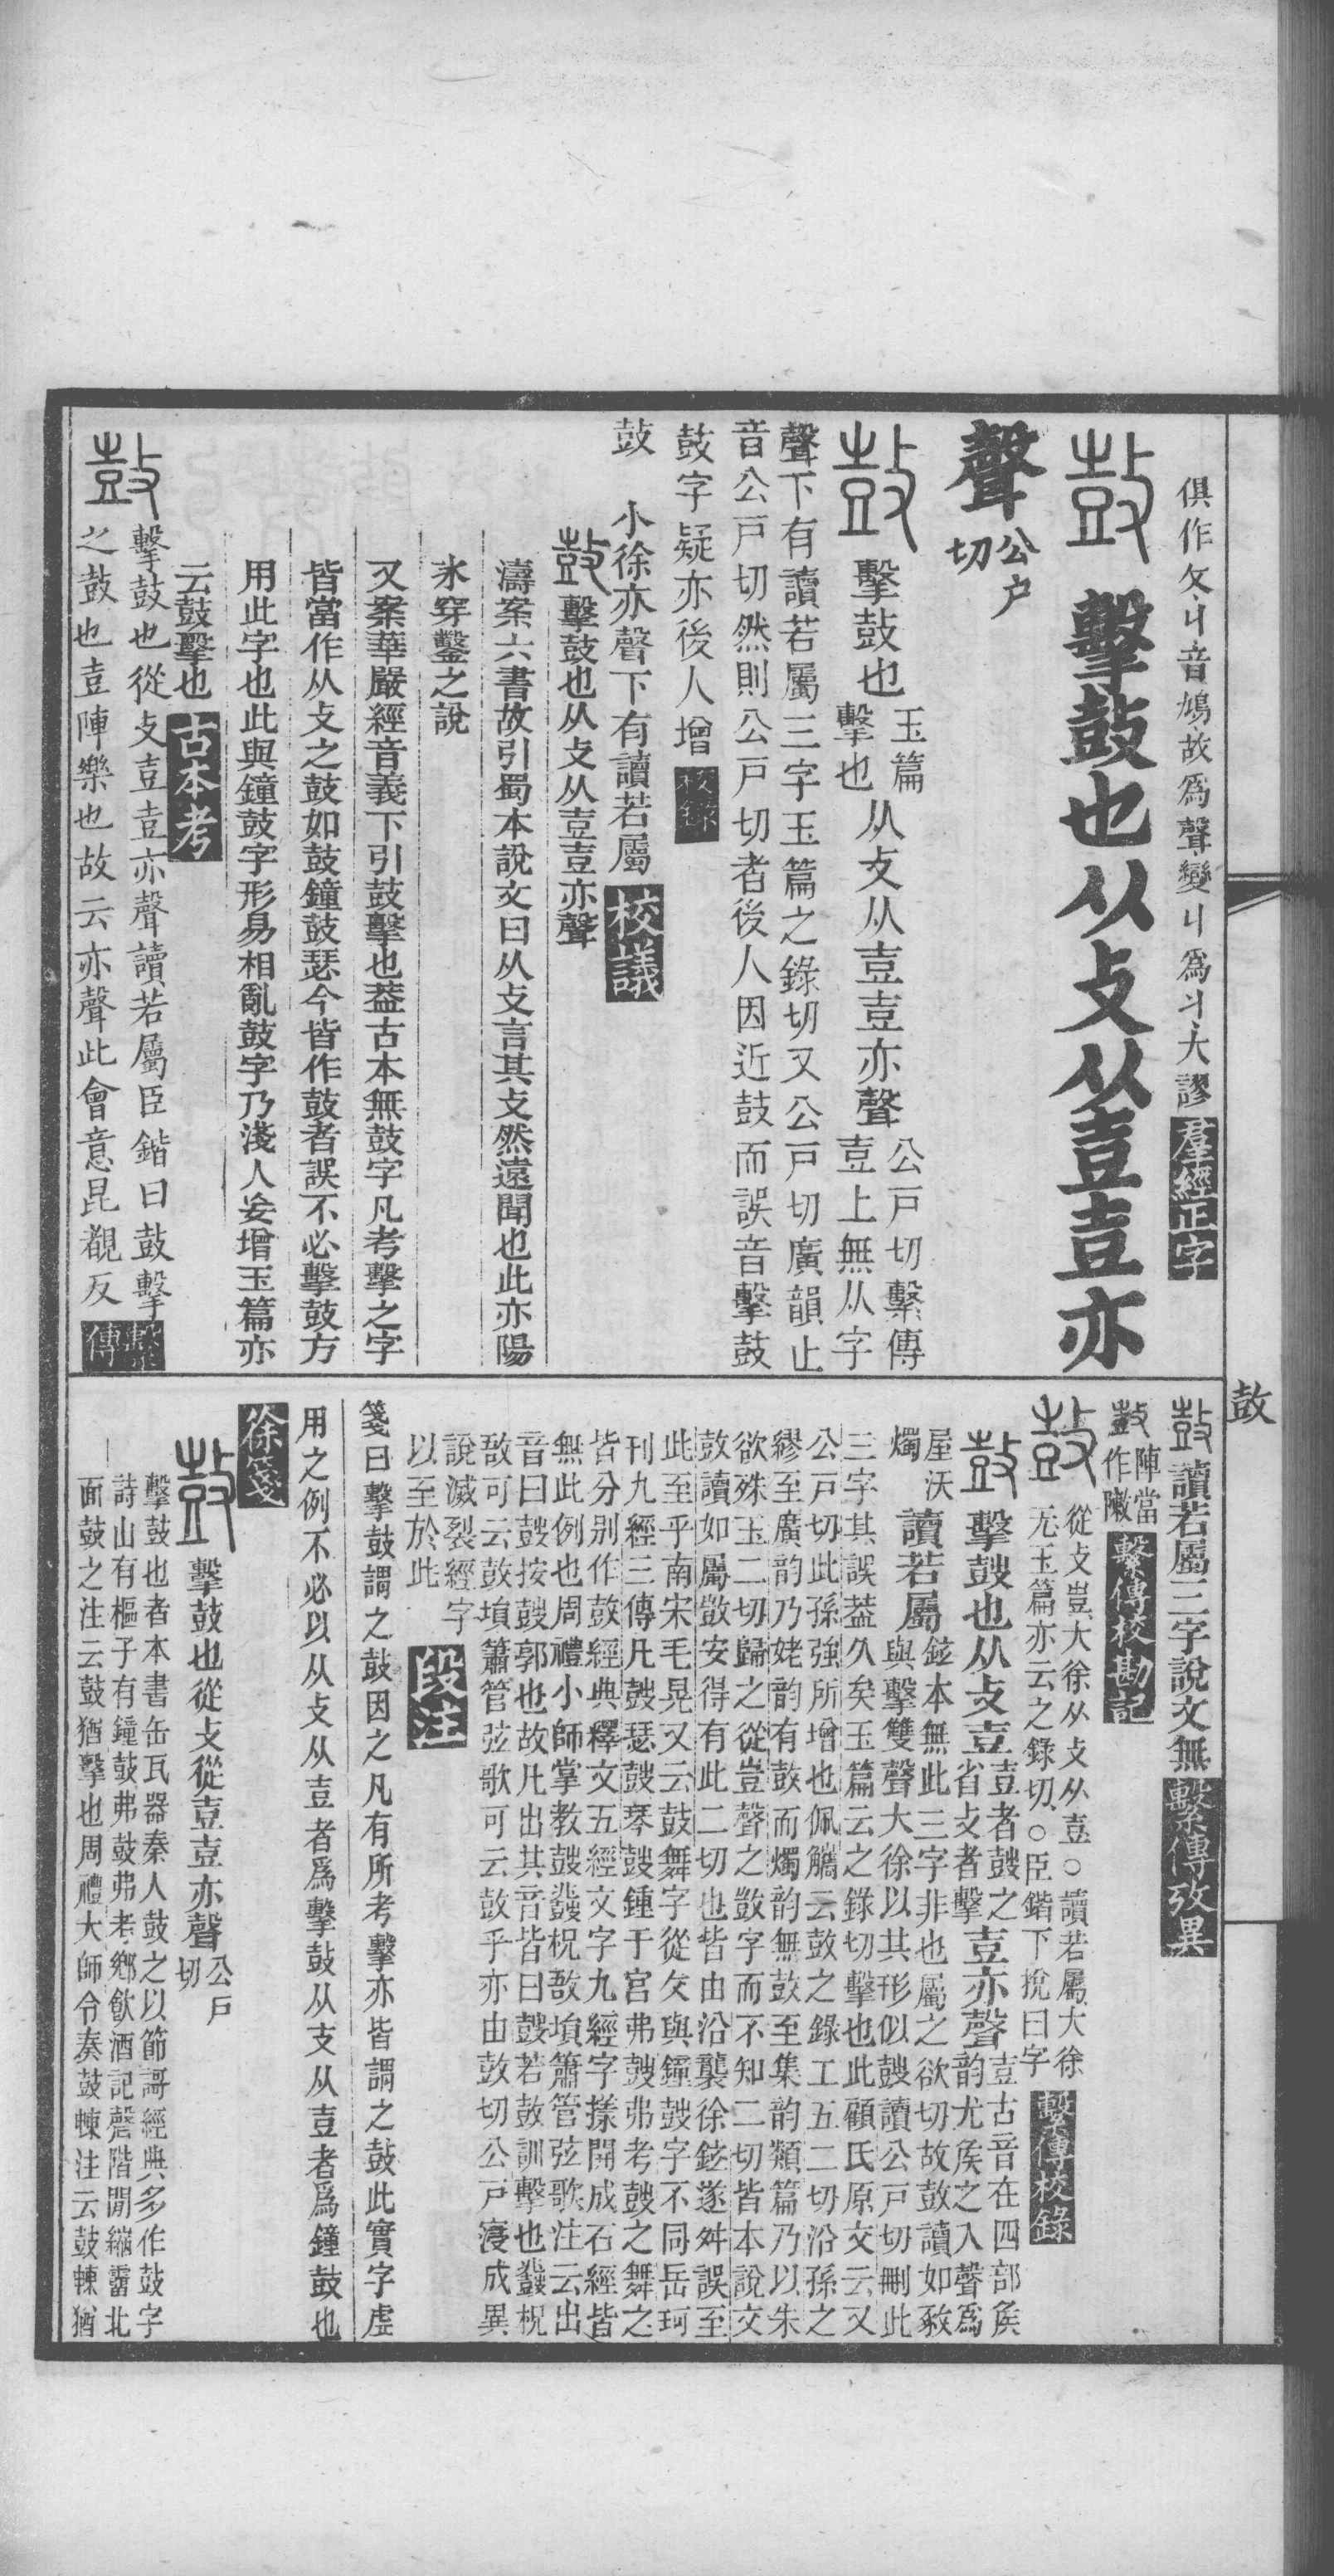 俱作攵丩音鳩故爲聲變丩爲丬大謬羣經正字
鼓擊鼓也从攴从壴壴亦
聲公戶切
鼓擊鼓也玉篇擊也从攴从壴壴亦聲公戶切繫傳壴上無从字
聲下有讀若屬三字玉篇之錄切又公戶切廣韻止
音公戶切然則公戶切者後人因近鼓而誤音擊鼓
鼓字疑亦後人增校錄
鼓 小徐亦聲下有讀若屬校議
鼓擊鼓也从攴从壴壴亦聲
濤案六書故引蜀本說文曰从攴言其攴然遠聞也此亦陽
氷穿鑿之說
又案華嚴經音義下引鼓擊也葢古本無鼓字凡考擊之字
皆當作从攴之鼓如鼓鐘鼓瑟今皆作鼓者誤不必擊鼓方
用此字也此與鐘鼓字形易相亂鼓字乃淺人妄增玉篇亦
云鼓擊也古本考
鼓擊鼓也從攴壴壴亦聲讀若屬臣鍇曰鼓擊
之鼓也壴陣樂也故云亦聲此會意昆覩反繫傳
鼓
鼓讀若屬三字說文無繫傳攷異
鼓陣當作敶繫傳校勘記
鼓從攴豈大徐从攴从壴○讀若屬大徐
无玉篇亦云之錄切○臣鍇下挩曰字繫傳校錄
鼓擊鼓也从攴壴壴者鼓之省攴者擊壴亦聲壴古音在四部矦
韵尤矦之入聲爲
屋沃燭讀若屬鉉本無此三字非也屬之欲切故鼓讀如豥
與擊雙聲大徐以其形似鼓讀公戶切刪此
三字其誤葢久矣玉篇云之錄切擊也此顧氏原文云又
公戶切此孫強所增也佩觿云鼓之錄工五二切沿孫之
繆至廣韵乃姥韵有鼓而燭韵無鼓至集韵類篇乃以朱
欲殊玉二切歸之從豈聲之敳字而不知二切皆本說文
鼓讀如屬敳安得有此二切也皆由沿襲徐鉉遂舛誤至
此至乎南宋毛晃又云鼓舞字從攵與鐘鼓字不同岳珂
刊九經三傳凡鼓瑟鼓琴鼓鍾于宮弗鼓弗考鼓之舞之
皆分別作鼓經典釋文五經文字九經字㨾開成石經皆
無此例也周禮小師掌教鼓鼗柷敔塤簫管弦歌注云出
音曰鼓按鼓郭也故凡出其音皆曰鼓若鼓訓擊也鼗柷
敔可云鼓塤簫管弦歌可云鼓乎亦由鼓切公戶寖成異
說滅裂經字
以至於此段注
箋曰擊鼓謂之鼓因之凡有所考擊亦皆謂之鼓此實字虛
用之例不必以从攴从壴者爲擊鼓从支从壴者爲鐘鼓也
徐箋
鼓擊鼓也從攴從壴壴亦聲公戶切
擊鼓也者本書缶瓦器秦人鼓之以節謌經典多作鼓字
詩山有樞子有鐘鼓弗鼓弗考鄕飮酒記磬階閒縮霤北
面鼓之注云鼓猶擊也周禮大師令奏鼓𣌾注云鼓𣌾猶